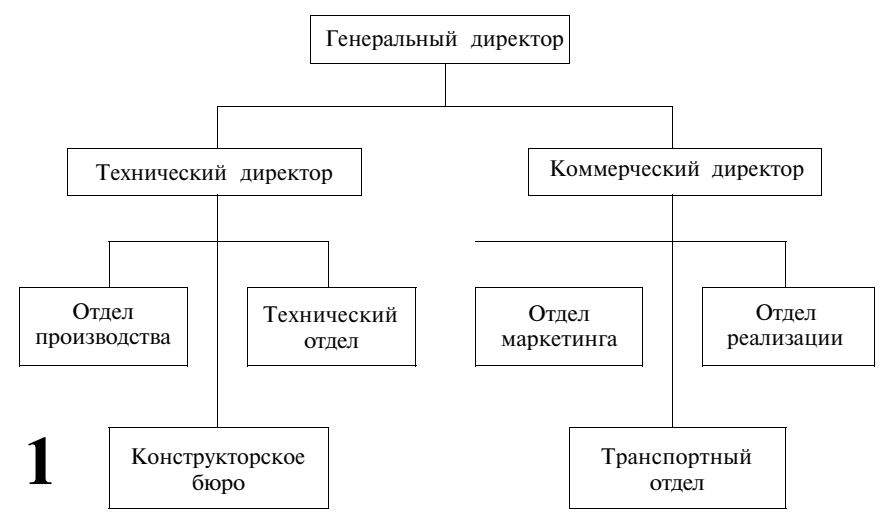 Генеральный директор
Технический директор
Коммерческий директор
Отдел
производства
Технический
отдел
Отдел
маркетинга
Отдел
реализации
1
Конструкторское
бюро
Транспортный
отдел